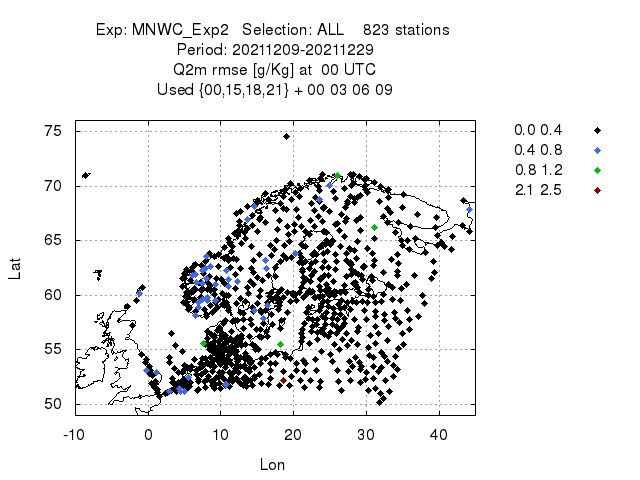 Exp: MNWC_Exp2 Selection: ALL 823 stations
Period: 20211209-20211229
Q2m rmse [g/Kg] at 00 UTC
Used {00,15,18,21} + 00 03 06 09
0.0 0.4
0.4 0.8
0.8 1.2
2.1 2.5
75
70
65
60
55
50
Lat
-10 0 10 20 30 40
Lon